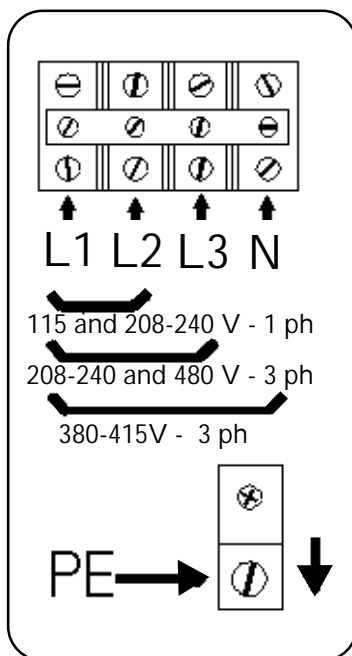 L1 L2 L3 N
115 and 208-240 V - 1 ph
208-240 and 480 V - 3 ph
380-415V - 3 ph
PE